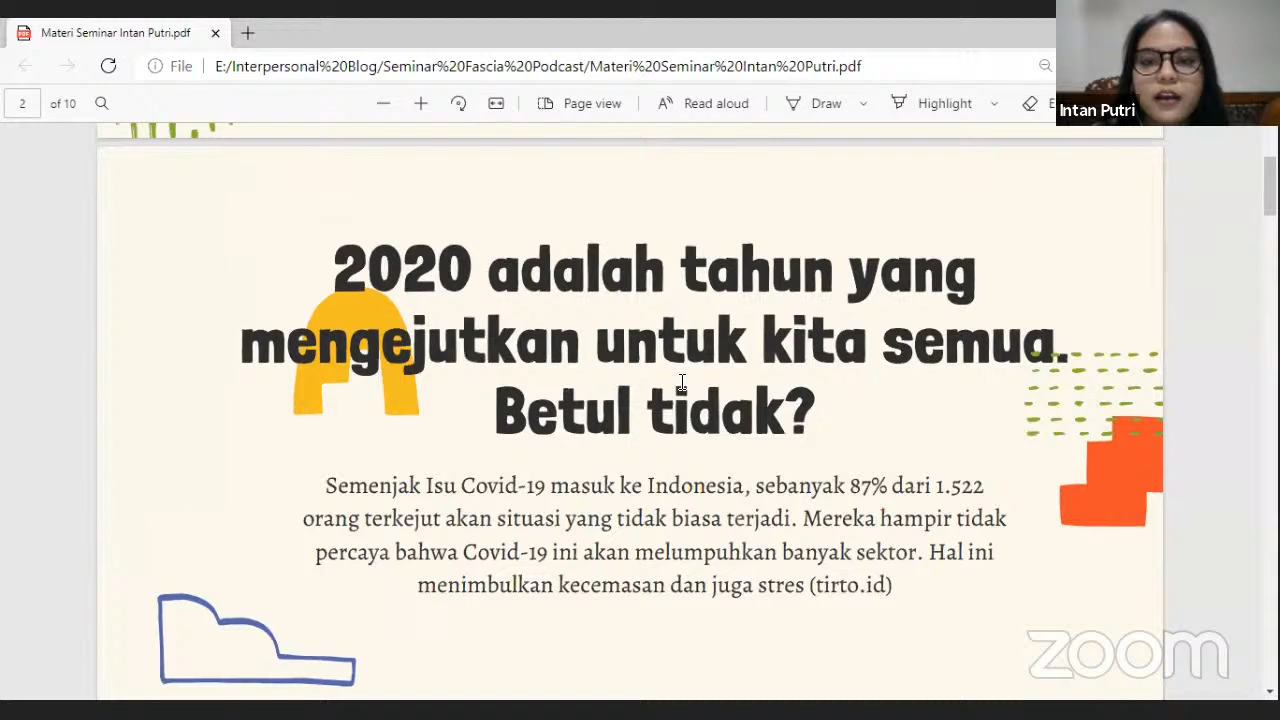 Materi Seminar Intan Putri.pdf
File
E:/Interpersonal%20Blog/Seminar%20Fascia%20Podcast/Materi%20Seminar%20Intan%20Putri.pdf
2 of 10
Page view
Read aloud
Draw
Highlight
Intan Putri
2020 adalah tahun yang
mengejutkan untuk kita semua.
Betul tidak?
Semenjak Isu Covid-19 masuk ke Indonesia, sebanyak 87% dari 1.522
orang terkejut akan situasi yang tidak biasa terjadi. Mereka hampir tidak
percaya bahwa Covid-19 ini akan melumpuhkan banyak sektor. Hal ini
menimbulkan kecemasan dan juga stres (tirto.id)
zoom